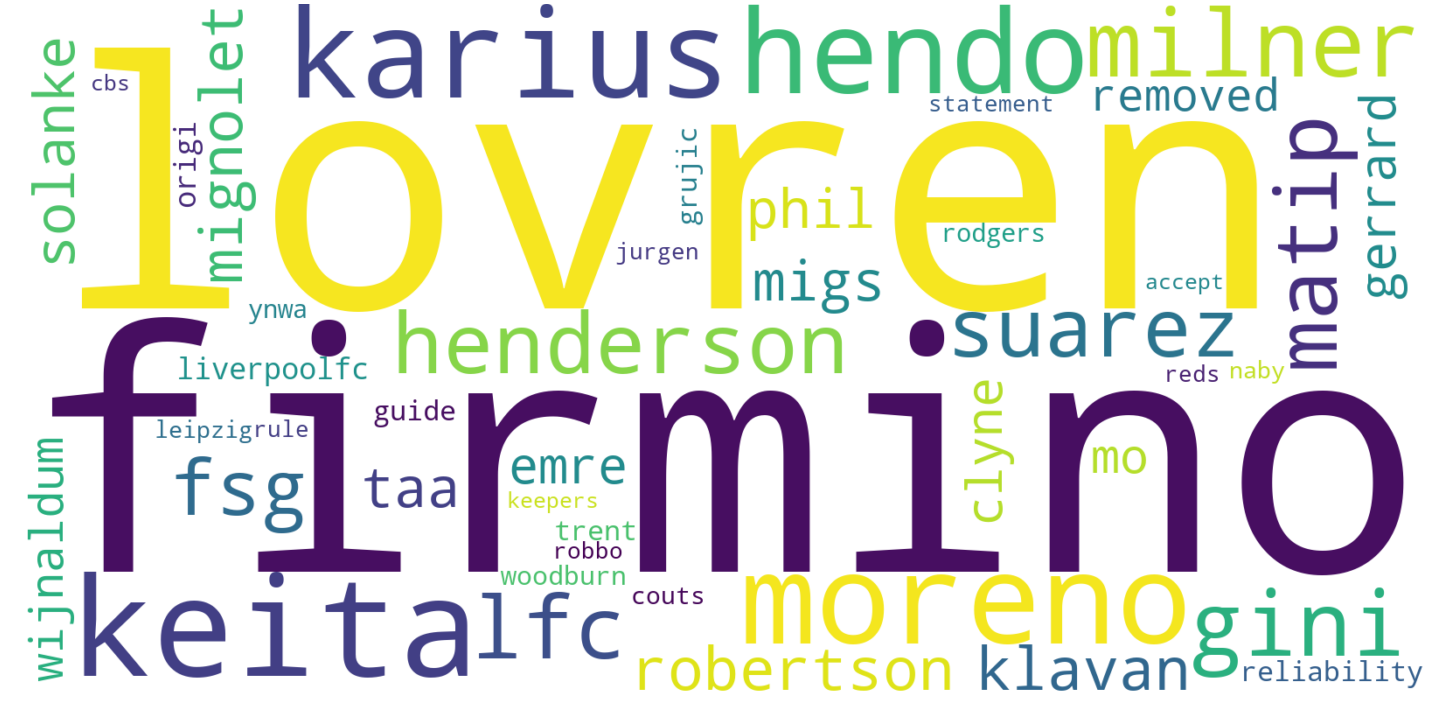 karius
hendo
milner
solanke
cbs
mignolet
origi
lovren
statement
removed
matip
gerrard
grujic
phil
rodgers
jurgen
migs
accept
ynwa
henderson
suarez
liverpoolfc
reds
naby
firmino
guide
clyne
leipzig
rule
mo
wijnaldum
fsg
taa
emre
keepers
trent
robbo
woodburn
couts
keita
lfc
moreno
gini
robertson
klavan
reliability